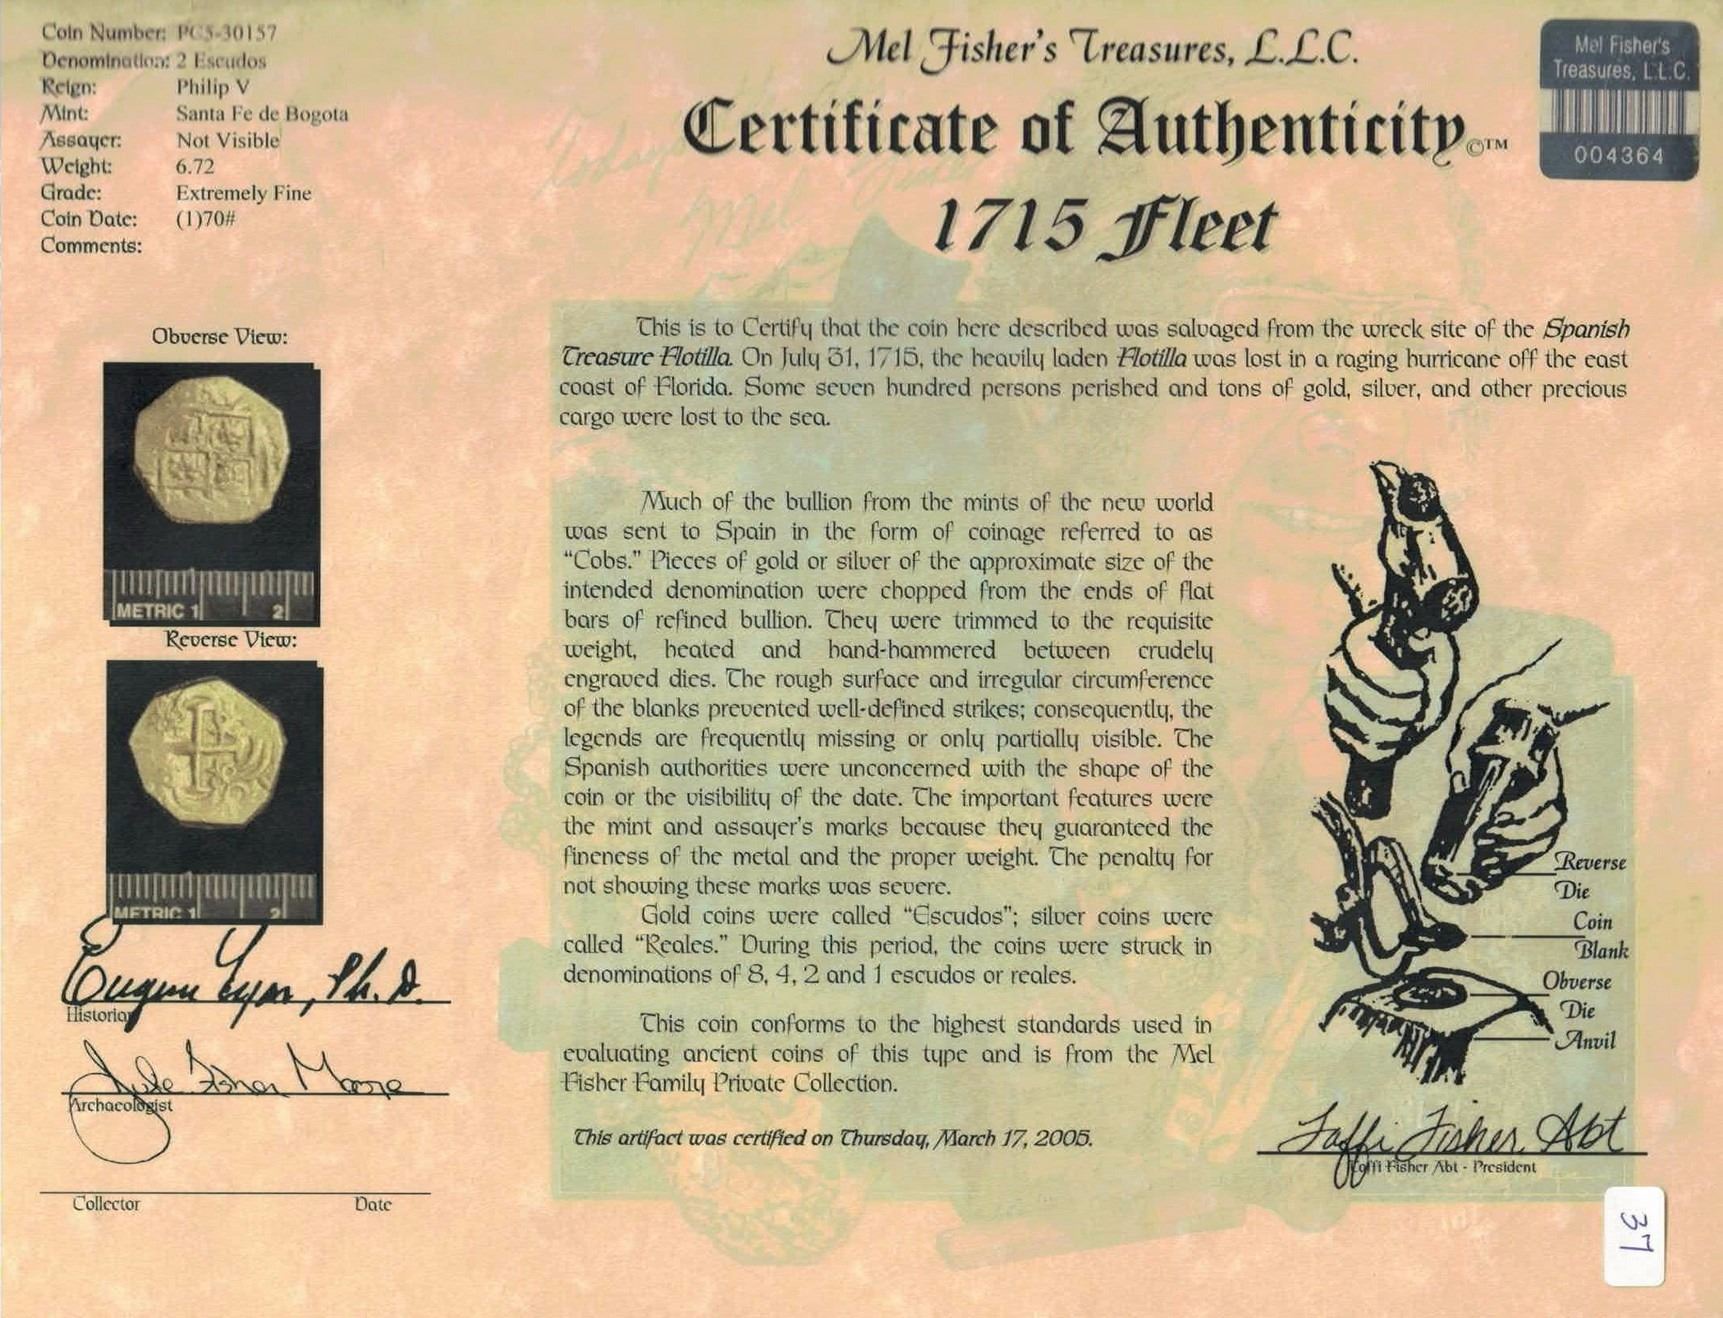 Coin Number: PCS-30157
Denomination: 2 Escudos
Reign: Philip V
Mint: Santa Fe de Bogota
Assayer: Not Visible
Weight: 6.72
Grade: Extremely Fine
Coin Date: (1)70#
Comments:
Mel Fisher's Treasures, L.L.C.
Certificate of Authenticity ©™
1715 Fleet
Mel Fisher's
Treasures, L.L.C.
004364
Obverse View:
METRIC 1 2
Reverse View:
METRIC 1 2
This is to Certify that the coin here described was salvaged from the wreck site of the Spanish
Treasure Flotilla. On July 31, 1715, the heavily laden Flotilla was lost in a raging hurricane off the east
coast of Florida. Some seven hundred persons perished and tons of gold, silver, and other precious
cargo were lost to the sea.
Much of the bullion from the mints of the new world
was sent to Spain in the form of coinage referred to as
“Cobs.” Pieces of gold or silver of the approximate size of the
intended denomination were chopped from the ends of flat
bars of refined bullion. They were trimmed to the requisite
weight, heated and hand-hammered between crudely
engraved dies. The rough surface and irregular circumference
of the blanks prevented well-defined strikes; consequently, the
legends are frequently missing or only partially visible. The
Spanish authorities were unconcerned with the shape of the
coin or the visibility of the date. The important features were
the mint and assayer's marks because they guaranteed the
fineness of the metal and the proper weight. The penalty for
not showing these marks was severe.
Gold coins were called “Escudos”; silver coins were
called “Reales.” During this period, the coins were struck in
denominations of 8, 4, 2 and 1 escudos or reales.
This coin conforms to the highest standards used in
evaluating ancient coins of this type and is from the Mel
Fisher Family Private Collection.
This artifact was certified on Thursday, March 17, 2005.
Reverse
Die
Coin
Blank
Obverse
Die
Anvil
Eugene Lyon, Ph. D.
Historian
Fisher Moore
Archaeologist
Collector Date
Taffi Fisher Abt
Taffi Fisher Abt - President
37